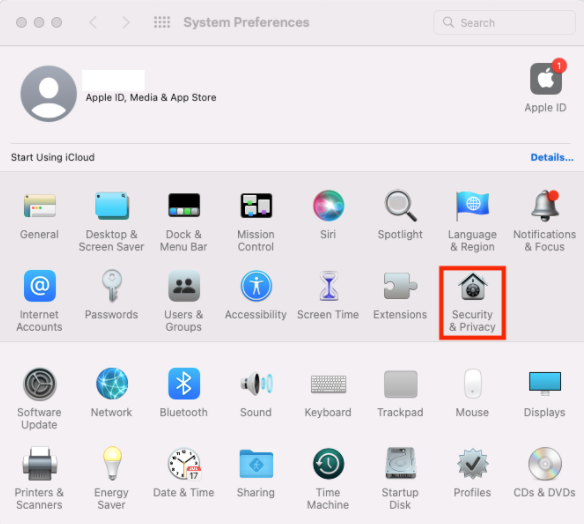 System Preferences
Search
Apple ID, Media & App Store
1
Apple ID
Start Using iCloud
Details...
General
Desktop &
Screen Saver
Dock &
Menu Bar
Mission
Control
Siri
Spotlight
Language
& Region
Notifications
& Focus
Internet
Accounts
Passwords
Users &
Groups
Accessibility
Screen Time
Extensions
Security
& Privacy
Software
Update
Network
Bluetooth
Sound
Keyboard
Trackpad
Mouse
Displays
JUL
17
Printers &
Scanners
Energy
Saver
Date & Time
Sharing
Time
Machine
Startup
Disk
Profiles
CDs & DVDs